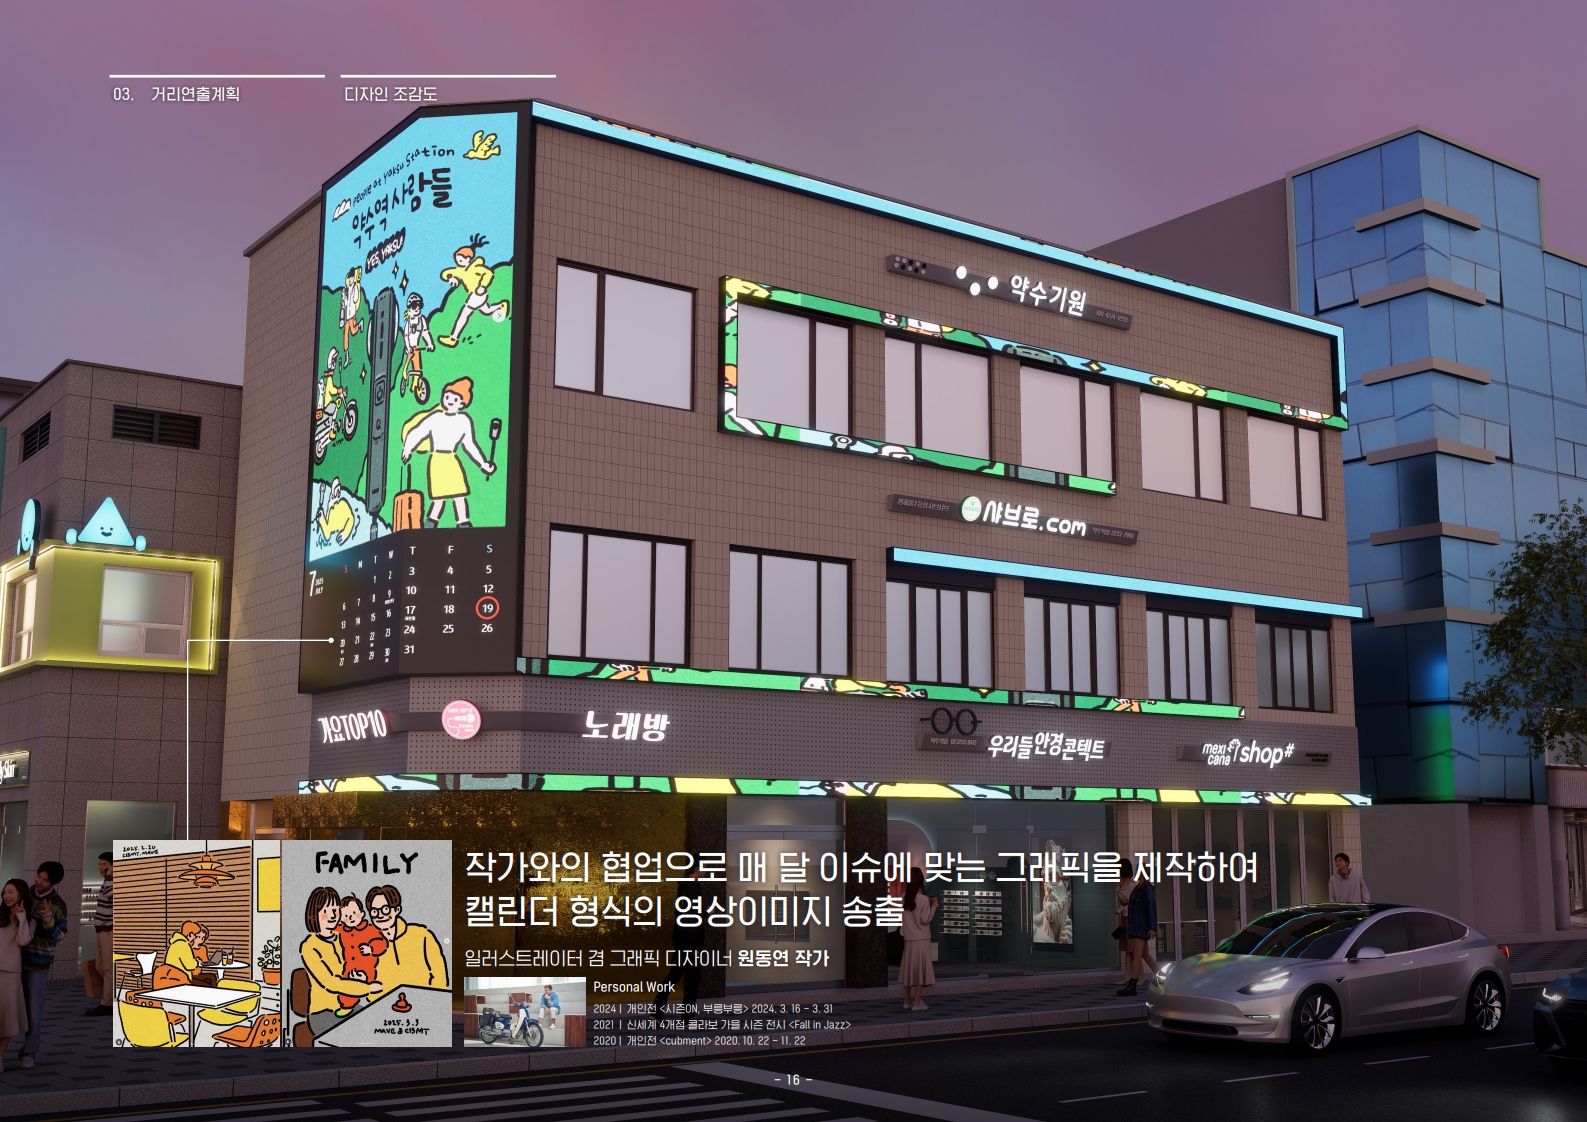 03. 거리연출계획
디자인 조감도
PEOPLE at YAKSU Station
약수역 사람들
YES, YAKSU!
약수기원
샤브로.com
7 2025 JULY
S M T W T F S
1 2 3 4 5
6 7 8 9 10 11 12
13 14 15 16 17 18 19
20 21 22 23 24 25 26
27 28 29 30 31
가요TOP10
노래방
우리들안경콘텍트
mexi cana shop#
2025. 2. 20
FAMILY
2025. 3. 3
작가와의 협업으로 매 달 이슈에 맞는 그래픽을 제작하여
캘린더 형식의 영상이미지 송출
일러스트레이터 겸 그래픽 디자이너 원동연 작가
Personal Work
2024 | 개인전 <시즌ON, 부릉부릉> 2024. 3. 16 - 3. 31
2021 | 신세계 4개점 콜라보 가을 시즌 전시 <Fall in Jazz>
2020 | 개인전 <cubment> 2020. 10. 22 - 11. 22
- 16 -